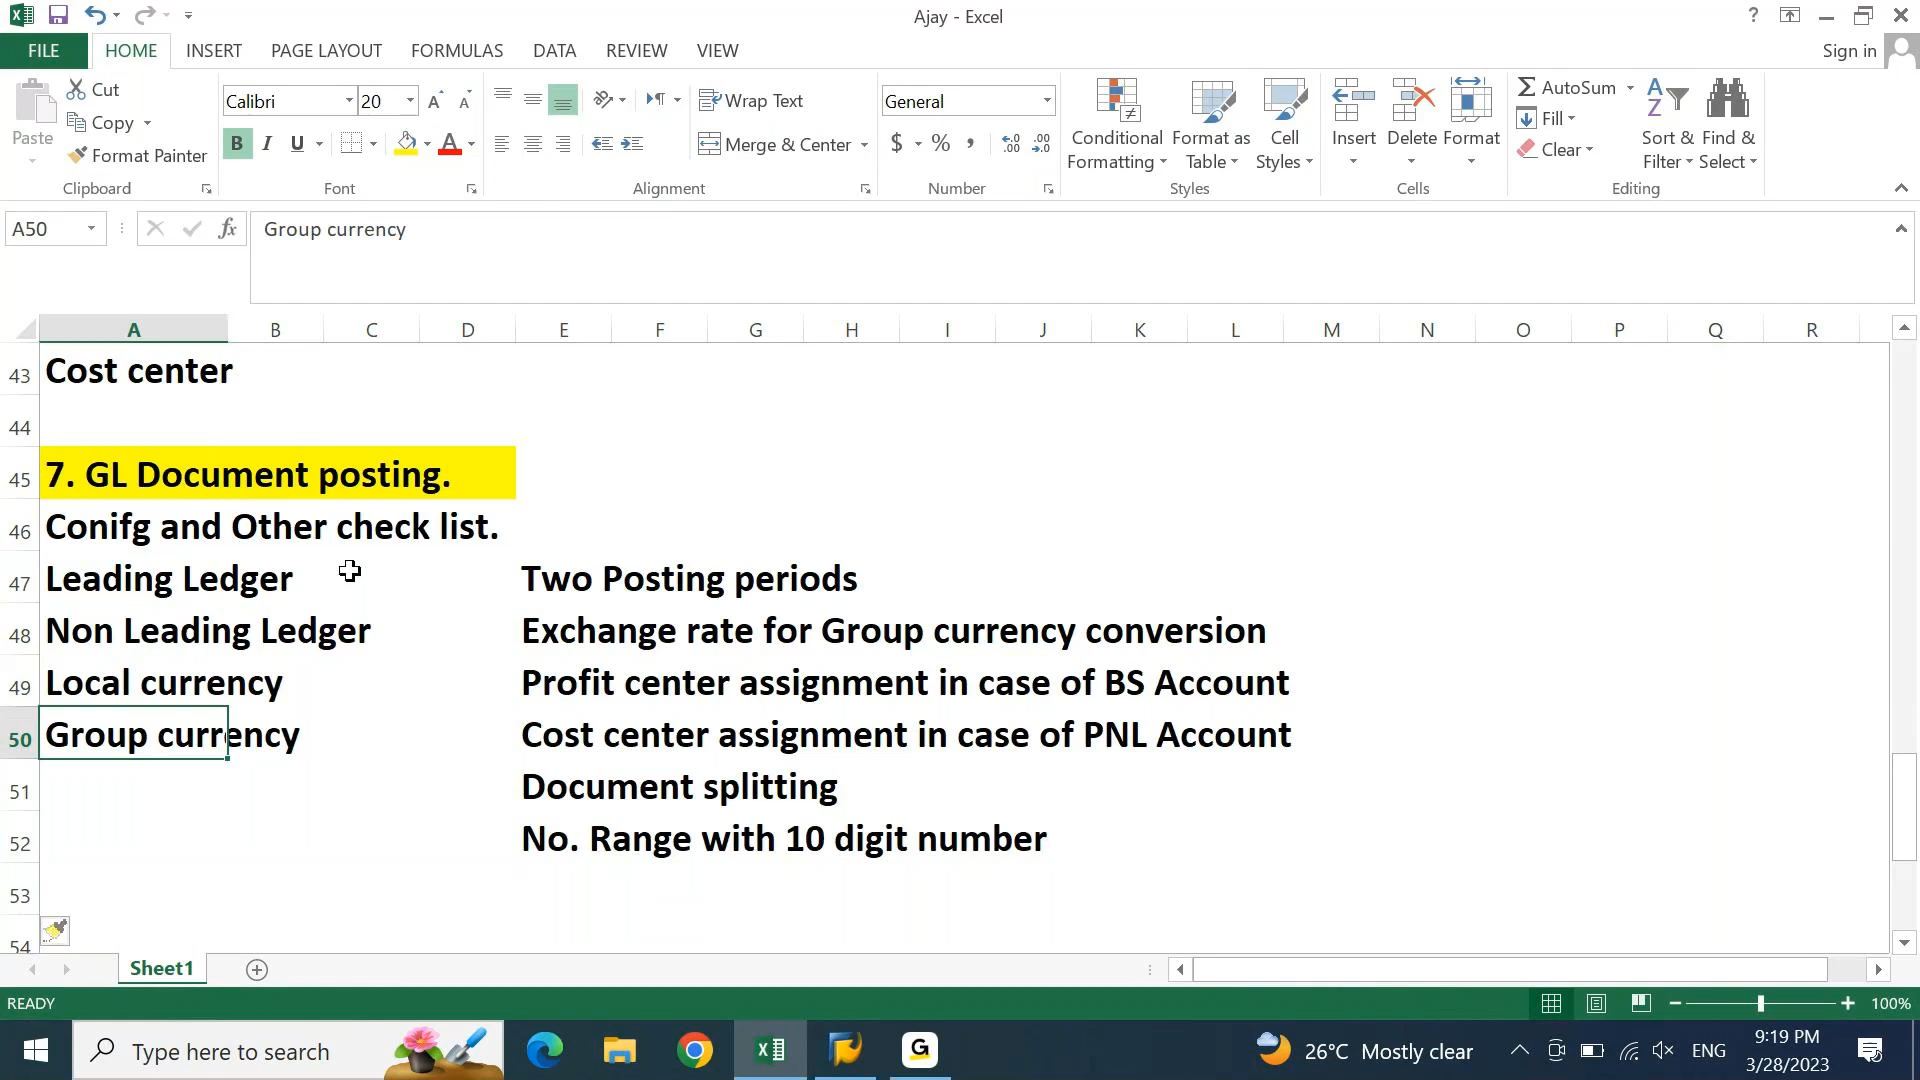 Ajay - Excel
?
FILE HOME INSERT PAGE LAYOUT FORMULAS DATA REVIEW VIEW Sign in
Paste
Cut
Copy
Format Painter
Clipboard
Calibri 20 A A
B I U A
Font
Wrap Text
Merge & Center
Alignment
General
$ % ,
Number
Conditional Formatting
Format as Table
Cell Styles
Styles
Insert Delete Format
Cells
AutoSum
Fill
Clear
Sort & Filter
Find & Select
Editing
A50 fx Group currency
A B C D E F G H I J K L M N O P Q R
43 Cost center
44
45 7. GL Document posting.
46 Conifg and Other check list.
47 Leading Ledger Two Posting periods
48 Non Leading Ledger Exchange rate for Group currency conversion
49 Local currency Profit center assignment in case of BS Account
50 Group currency Cost center assignment in case of PNL Account
51 Document splitting
52 No. Range with 10 digit number
53
54
Sheet1
READY 100%
Type here to search
26°C Mostly clear
ENG
9:19 PM
3/28/2023